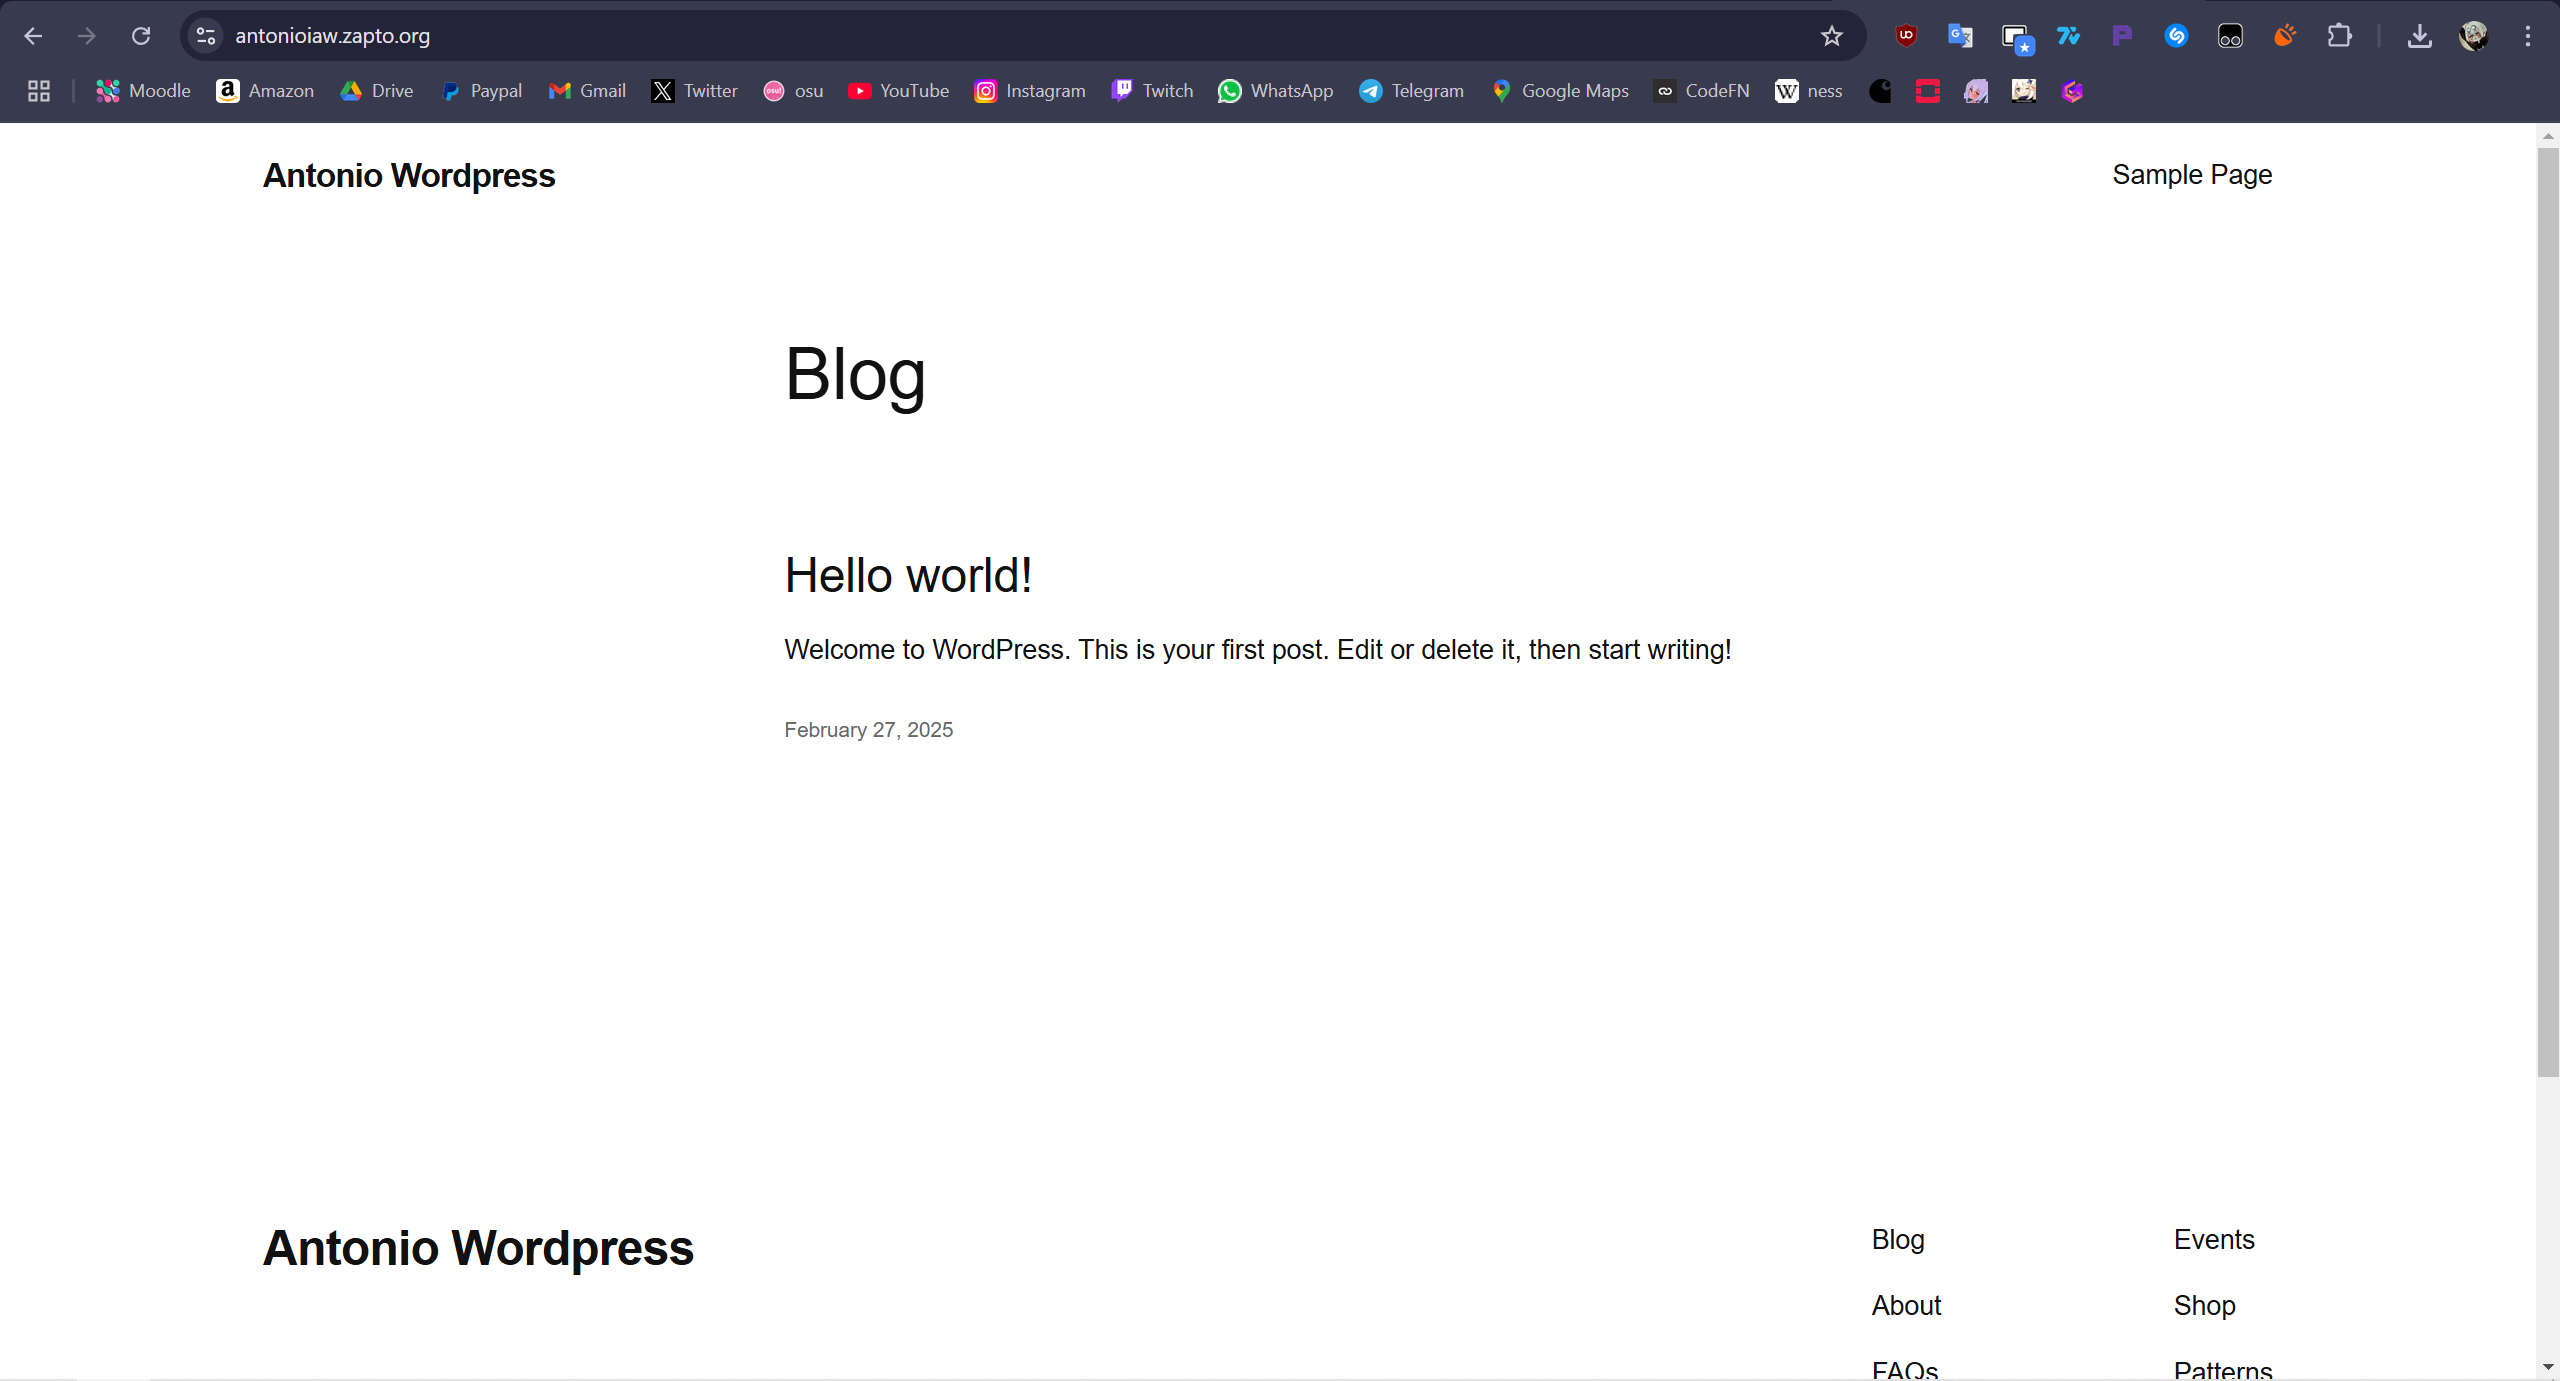 antonioiaw.zapto.org
Moodle Amazon Drive Paypal Gmail Twitter osu YouTube Instagram Twitch WhatsApp Telegram Google Maps CodeFN ness
Antonio Wordpress Sample Page
Blog
Hello world!
Welcome to WordPress. This is your first post. Edit or delete it, then start writing!
February 27, 2025
Antonio Wordpress
Blog Events
About Shop
FAQs Patterns